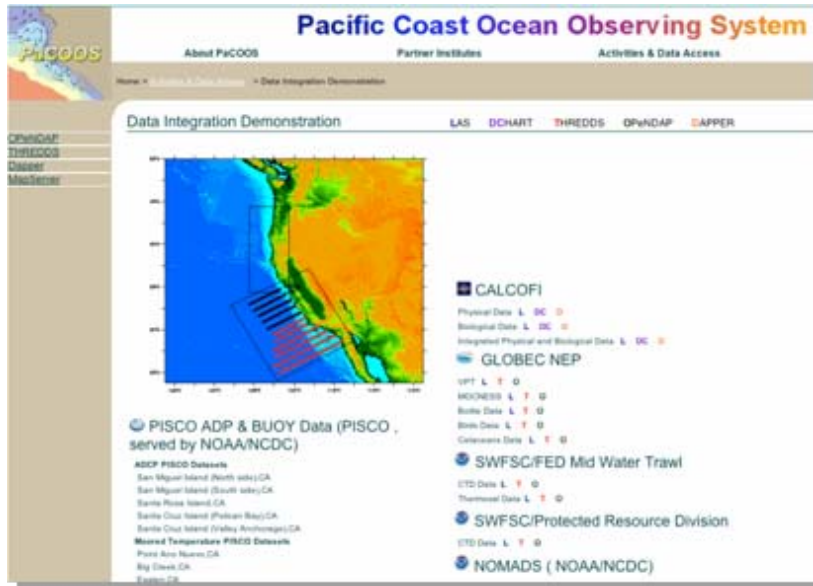 Pacific Coast Ocean Observing System
PaCOOS
About PaCOOS Partner Institutes Activities & Data Access
Home > > Data Integration Demonstration
OPeNDAP
THREDDS
Dapper
MapServer
Data Integration Demonstration
LAS DCHART THREDDS OPeNDAP DAPPER
PISCO ADP & BUOY Data (PISCO , served by NOAA/NCDC)
ADCP PISCO Datasets
San Miguel Island (North side),CA
San Miguel Island (South side),CA
Santa Rosa Island,CA
Santa Cruz Island (Pelican Bay),CA
Santa Cruz Island (Valley Anchorage),CA
Moored Temperature PISCO Datasets
Point Ano Nuevo,CA
Big Creek,CA
CALCOFI
Physical Data L DC D
Biological Data L DC D
Integrated Physical and Biological Data L DC D
GLOBEC NEP
L T O
MOCNESS L T O
Bottle Data L T O
Birds Data L T O
Cetaceans Data L T O
SWFSC/FED Mid Water Trawl
CTD Data L T O
Thermosal Data L T O
SWFSC/Protected Resource Division
CTD Data L T O
NOMADS ( NOAA/NCDC)